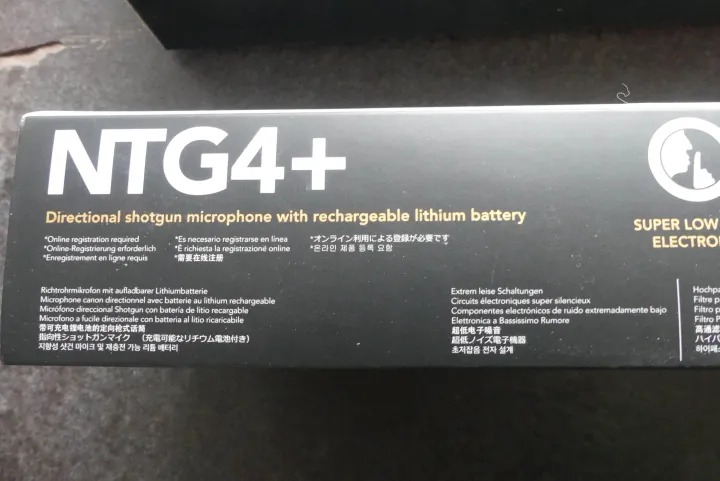 NTG4+
Directional shotgun microphone with rechargeable lithium battery
*Online registration required
*Online-Registrierung erforderlich
*Enregistrement en ligne requis
*Es necesario registrarse en línea
*È richiesta la registrazione online
*需要在线注册
*オンライン利用による登録が必要です
*온라인 제품 등록 요함
SUPER LOW
ELECTRO
Richtrohrmikrofon mit aufladbarer Lithiumbatterie
Microphone canon directionnel avec batterie au lithium rechargeable
Micrófono direccional Shotgun con batería de litio recargable
Microfono a fucile direzionale con batteria al litio ricaricabile
带可充电锂电池的定向枪式话筒
指向性ショットガンマイク (充電可能なリチウム電池付き)
지향성 샷건 마이크 및 재충전 가능 리튬 배터리
Extrem leise Schaltungen
Circuits électroniques super silencieux
Componentes electrónicos de ruido extremadamente bajo
Elettronica a Bassissimo Rumore
超低电子噪音
超低ノイズ電子機器
초저잡음 전자 설계
Hochpa
Filtre p
Filtro p
Filtro P
高通滤
ハイパ
하이패스